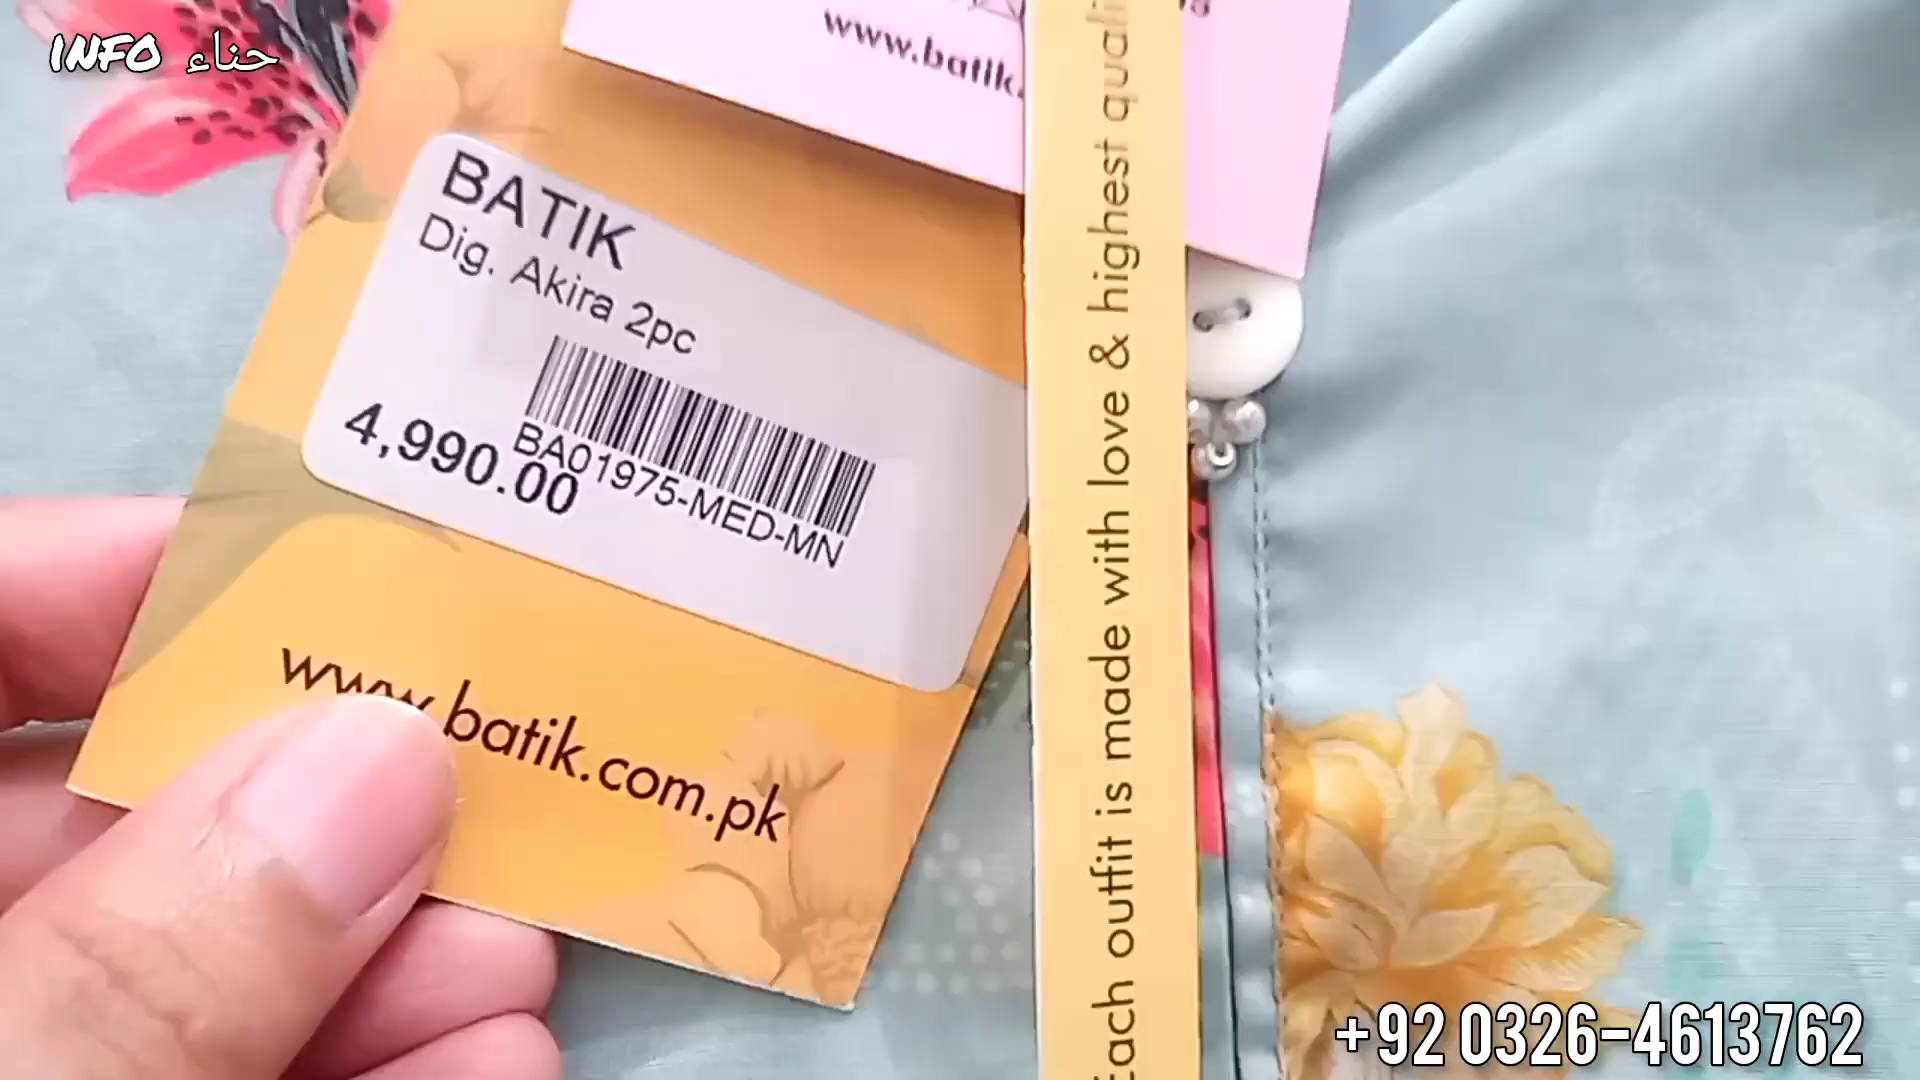 INFO حناء
www.batik.
BATIK
Dig. Akira 2pc
BA01975-MED-MN
4,990.00
www.batik.com.pk
Each outfit is made with love & highest quali
+92 0326-4613762